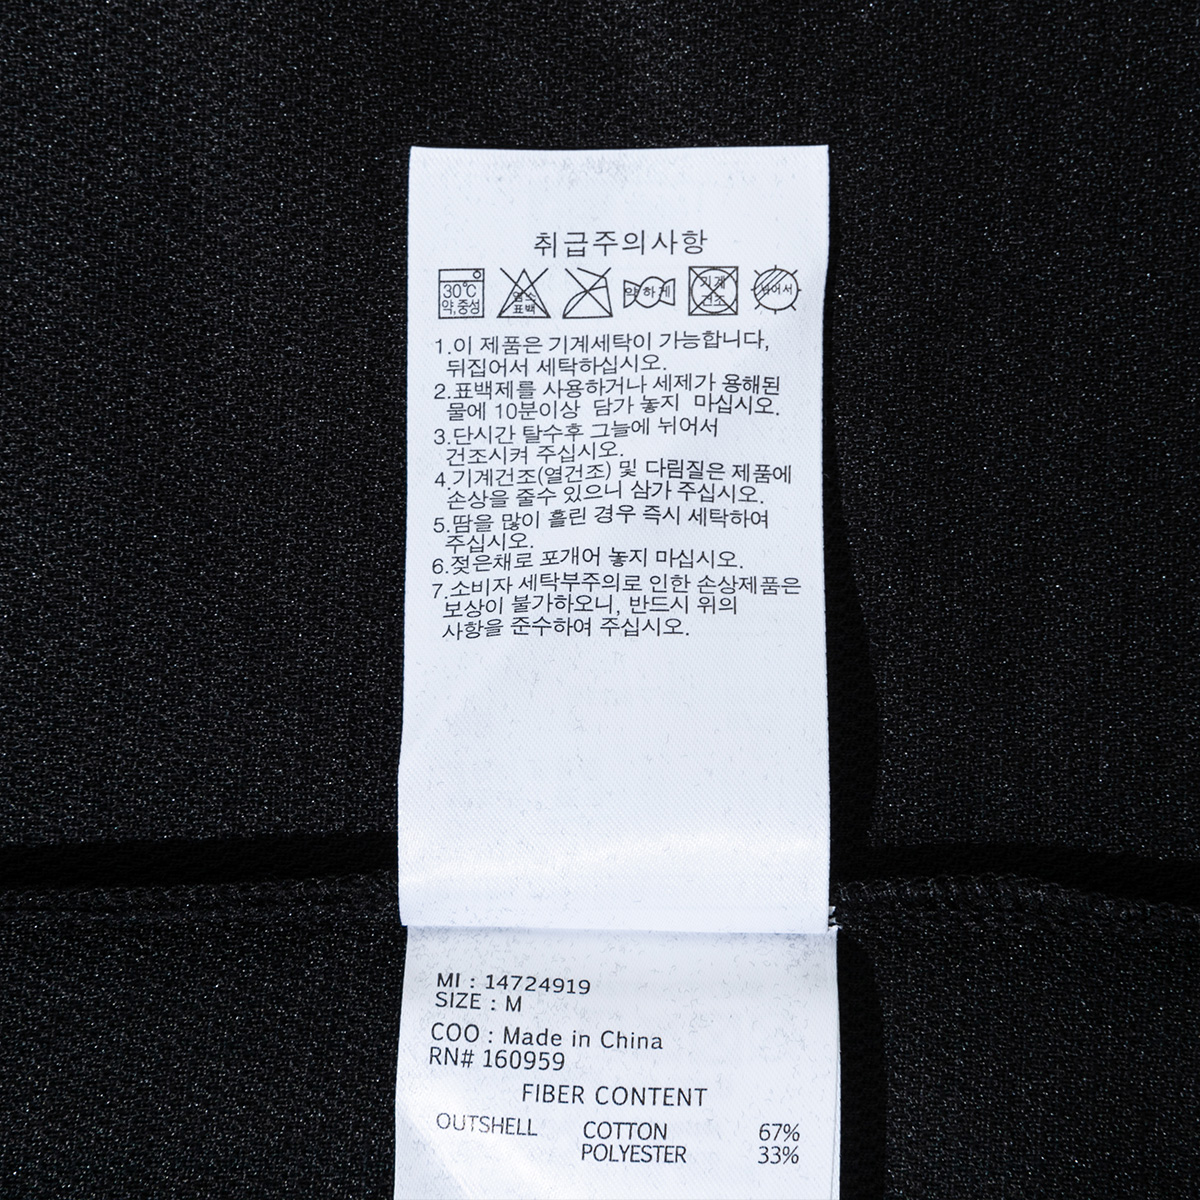 취급주의사항
30℃
약,중성
염소
표백
약하게
기계
건조
뉘어서
1.이 제품은 기계세탁이 가능합니다,
뒤집어서 세탁하십시오.
2.표백제를 사용하거나 세제가 용해된
물에 10분이상 담가 놓지 마십시오.
3.단시간 탈수후 그늘에 뉘어서
건조시켜 주십시오.
4.기계건조(열건조) 및 다림질은 제품에
손상을 줄수 있으니 삼가 주십시오.
5.땀을 많이 흘린 경우 즉시 세탁하여
주십시오.
6.젖은채로 포개어 놓지 마십시오.
7.소비자 세탁부주의로 인한 손상제품은
보상이 불가하오니, 반드시 위의
사항을 준수하여 주십시오.
MI : 14724919
SIZE : M
COO : Made in China
RN# 160959
FIBER CONTENT
OUTSHELL COTTON 67%
POLYESTER 33%